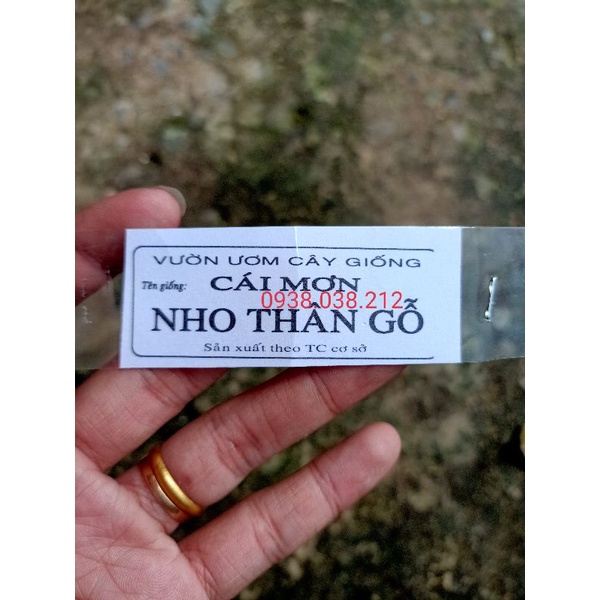 VƯỜN ƯƠM CÂY GIỐNG
Tên giống: CÁI MƠN
0938.038.212
NHO THÂN GỖ
Sản xuất theo TC cơ sở